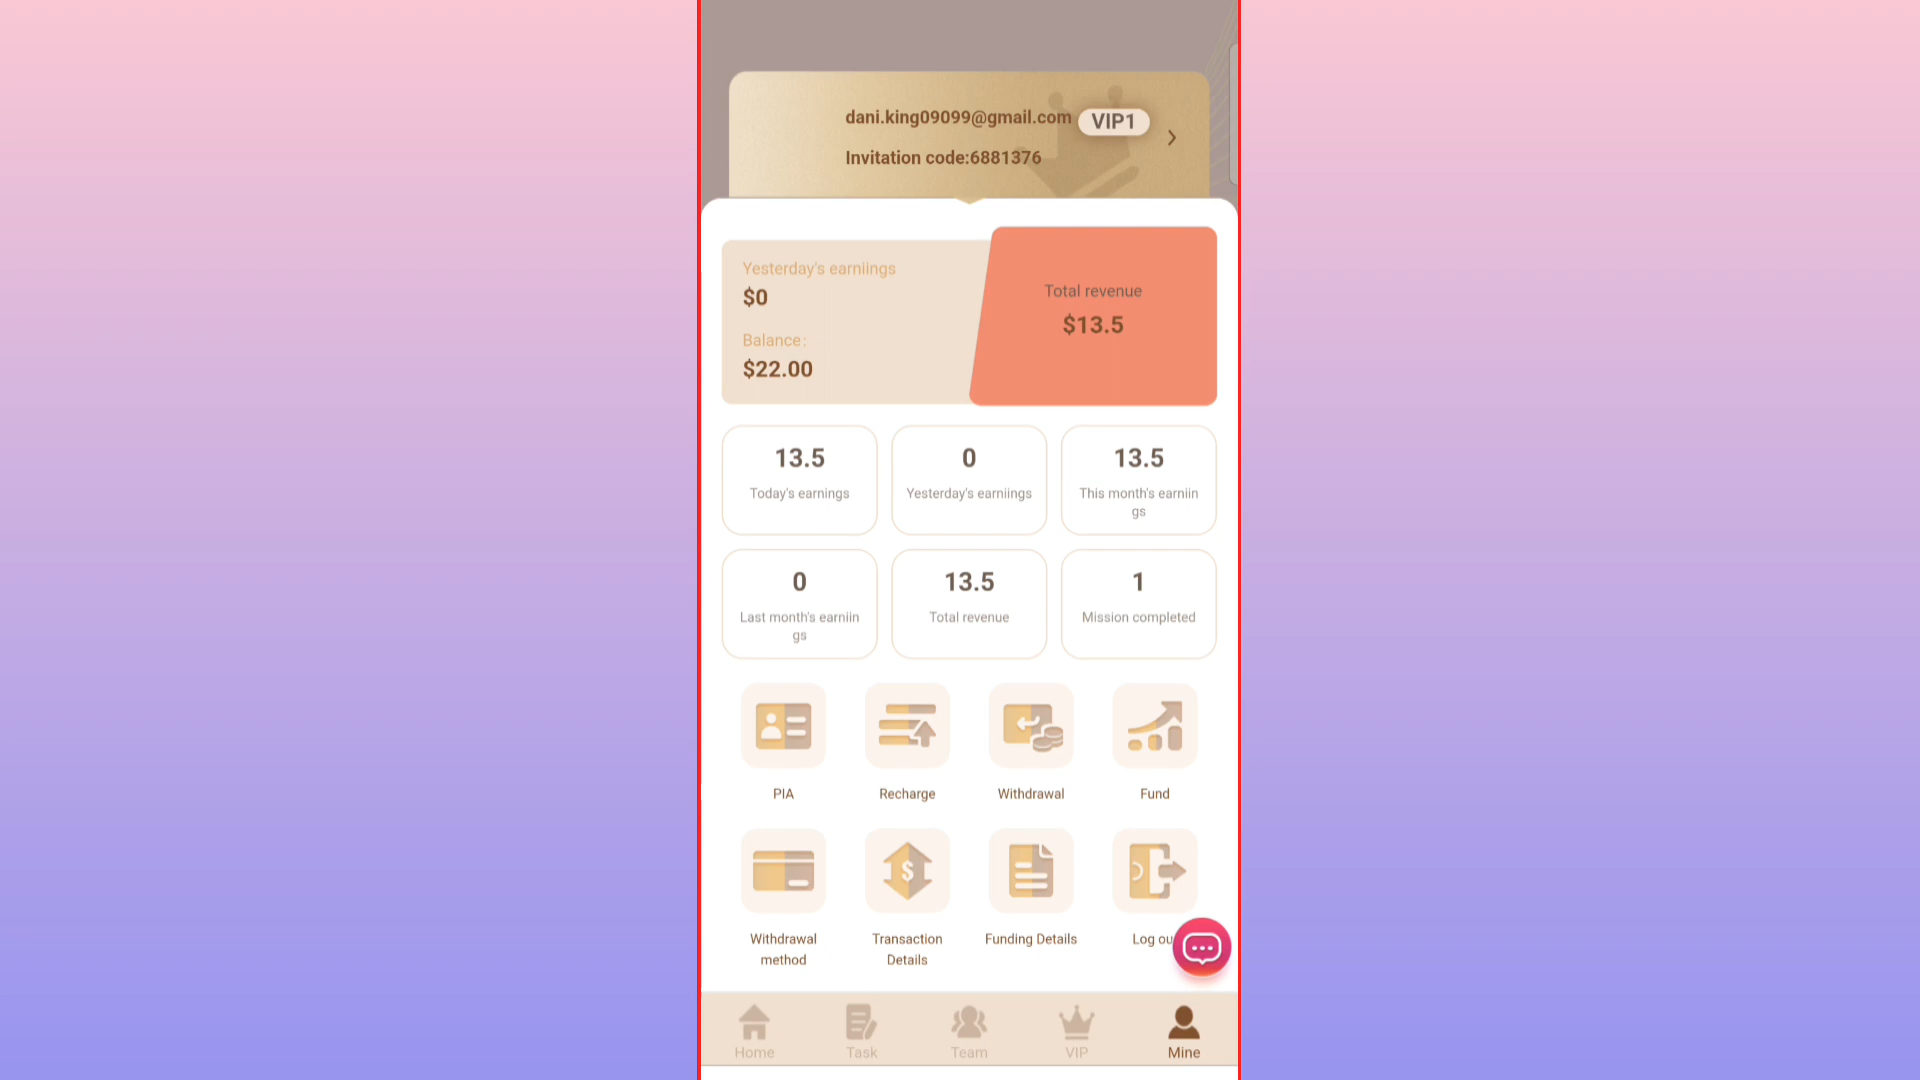 dani.king09099@gmail.com VIP1
Invitation code:6881376
Yesterday's earniings
$0
Balance:
$22.00
Total revenue
$13.5
13.5
Today's earnings
0
Yesterday's earniings
13.5
This month's earniin
gs
0
Last month's earniin
gs
13.5
Total revenue
1
Mission completed
PIA
Recharge
Withdrawal
Fund
Withdrawal
method
Transaction
Details
Funding Details
Log ou
Home
Task
Team
VIP
Mine